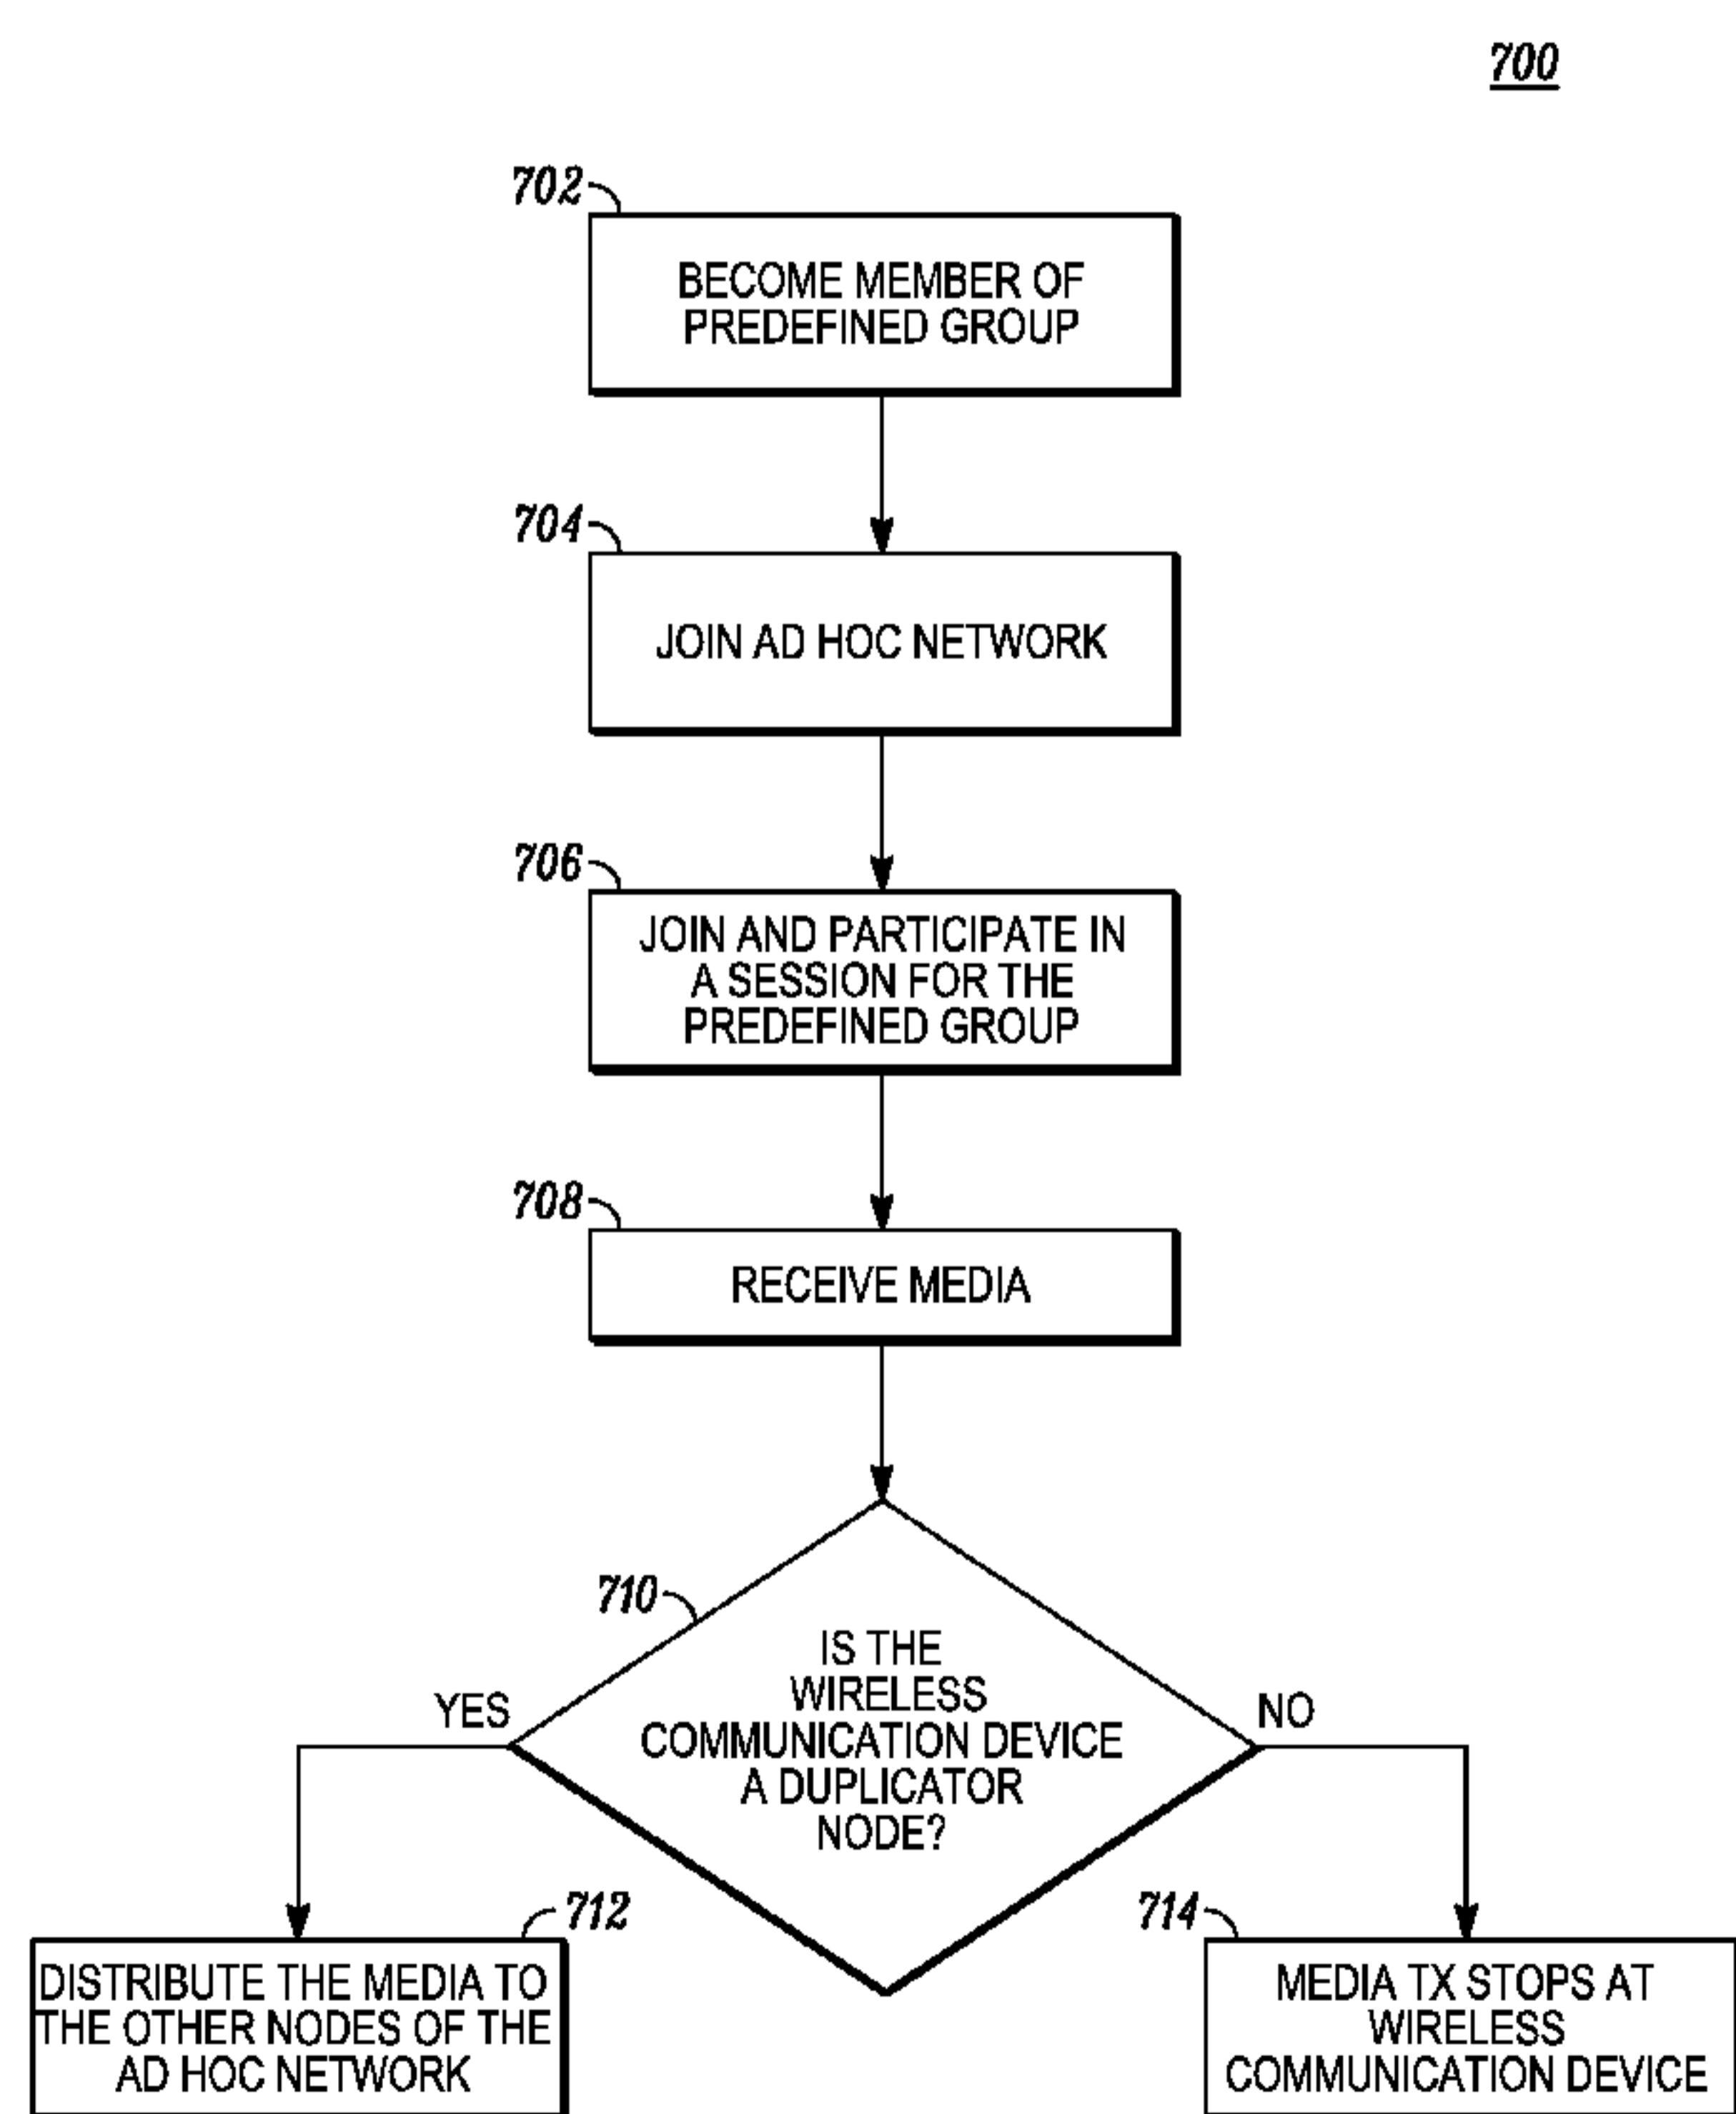 700
702
BECOME MEMBER OF
PREDEFINED GROUP
704
JOIN AD HOC NETWORK
706
JOIN AND PARTICIPATE IN
A SESSION FOR THE
PREDEFINED GROUP
708
RECEIVE MEDIA
710
IS THE
WIRELESS
COMMUNICATION DEVICE
A DUPLICATOR
NODE?
YES
NO
712
DISTRIBUTE THE MEDIA TO
THE OTHER NODES OF THE
AD HOC NETWORK
714
MEDIA TX STOPS AT
WIRELESS
COMMUNICATION DEVICE